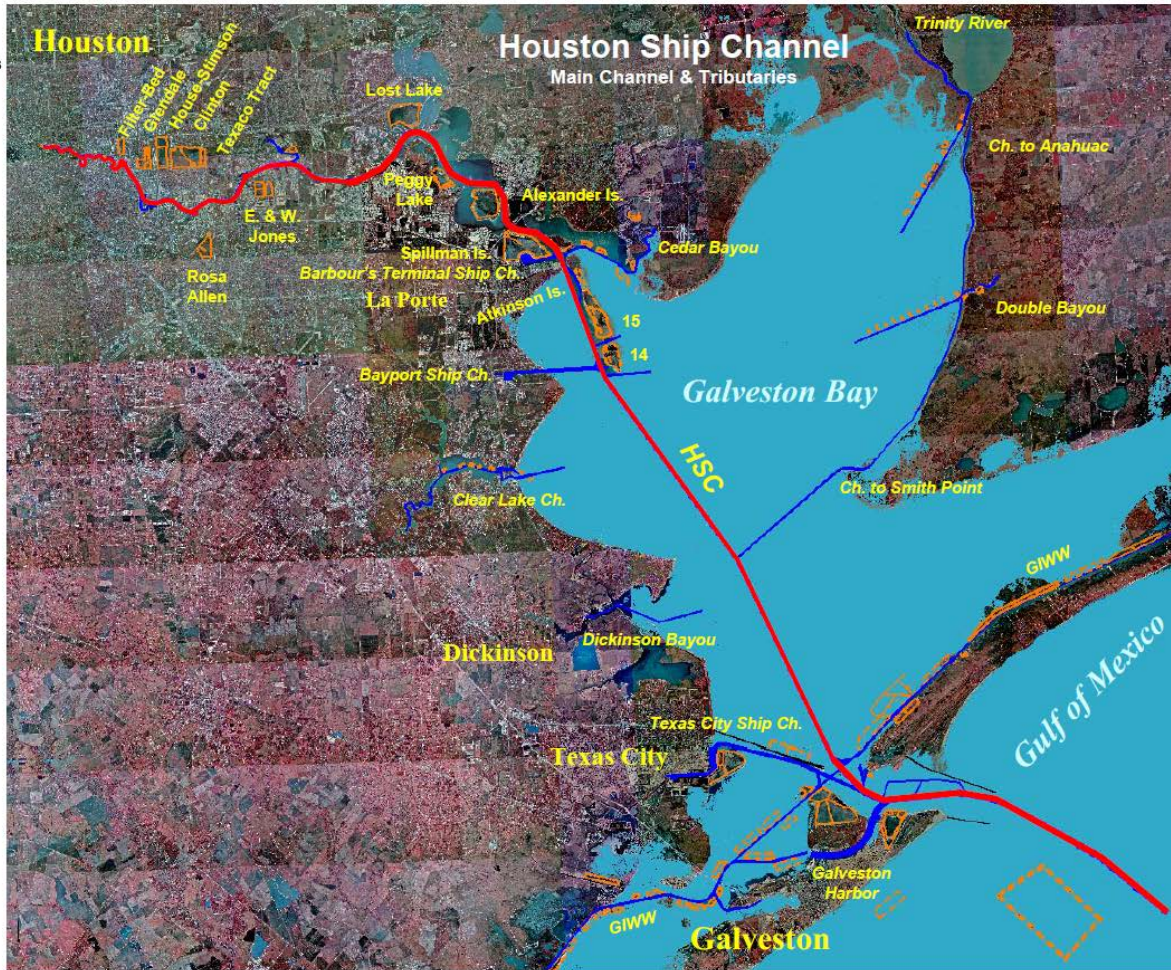 Houston
Houston Ship Channel
Main Channel & Tributaries
Trinity River
Filter-Bed
Glendale
House-Stimson
Clinton
Texaco Tract
Lost Lake
Ch. to Anahuac
Peggy
Lake
Alexander Is.
E. & W.
Jones
Spillman Is.
Cedar Bayou
Barbour's Terminal Ship Ch.
Rosa
Allen
La Porte
Atkinson Is.
Double Bayou
15
14
Bayport Ship Ch.
Galveston Bay
HSC
Clear Lake Ch.
Ch. to Smith Point
GIWW
Dickinson Bayou
Dickinson
Gulf of Mexico
Texas City Ship Ch.
Texas City
Galveston
Harbor
GIWW
Galveston